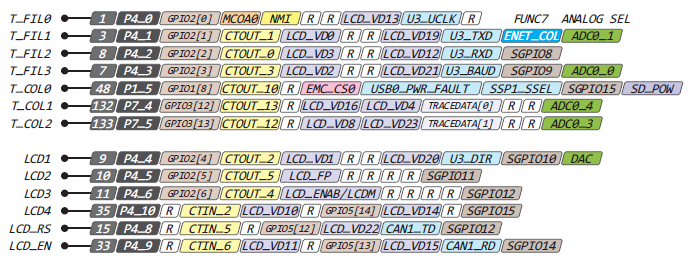 T_FIL0 1 P4_0 GPIO2[0] MCOA0 NMI R R LCD_VD13 U3_UCLK R FUNC7 ANALOG SEL
T_FIL1 3 P4_1 GPIO2[1] CTOUT_1 LCD_VD0 R R LCD_VD19 U3_TXD ENET_COL ADC0_1
T_FIL2 8 P4_2 GPIO2[2] CTOUT_0 LCD_VD3 R R LCD_VD12 U3_RXD SGPIO8
T_FIL3 7 P4_3 GPIO2[3] CTOUT_3 LCD_VD2 R R LCD_VD21 U3_BAUD SGPIO9 ADC0_0
T_COL0 48 P1_5 GPIO1[8] CTOUT_10 R EMC_CS0 USB0_PWR_FAULT SSP1_SSEL SGPIO15 SD_POW
T_COL1 132 P7_4 GPIO3[12] CTOUT_13 R LCD_VD16 LCD_VD4 TRACEDATA[0] R R ADC0_4
T_COL2 133 P7_5 GPIO3[13] CTOUT_12 R LCD_VD8 LCD_VD23 TRACEDATA[1] R R ADC0_3
LCD1 9 P4_4 GPIO2[4] CTOUT_2 LCD_VD1 R R LCD_VD20 U3_DIR SGPIO10 DAC
LCD2 10 P4_5 GPIO2[5] CTOUT_5 LCD_FP R R R R SGPIO11
LCD3 11 P4_6 GPIO2[6] CTOUT_4 LCD_ENAB/LCDM R R R R SGPIO12
LCD4 35 P4_10 R CTIN_2 LCD_VD10 R GPIO5[14] LCD_VD14 R SGPIO15
LCD_RS 15 P4_8 R CTIN_5 R GPIO5[12] LCD_VD22 CAN1_TD SGPIO12
LCD_EN 33 P4_9 R CTIN_6 LCD_VD11 R GPIO5[13] LCD_VD15 CAN1_RD SGPIO14